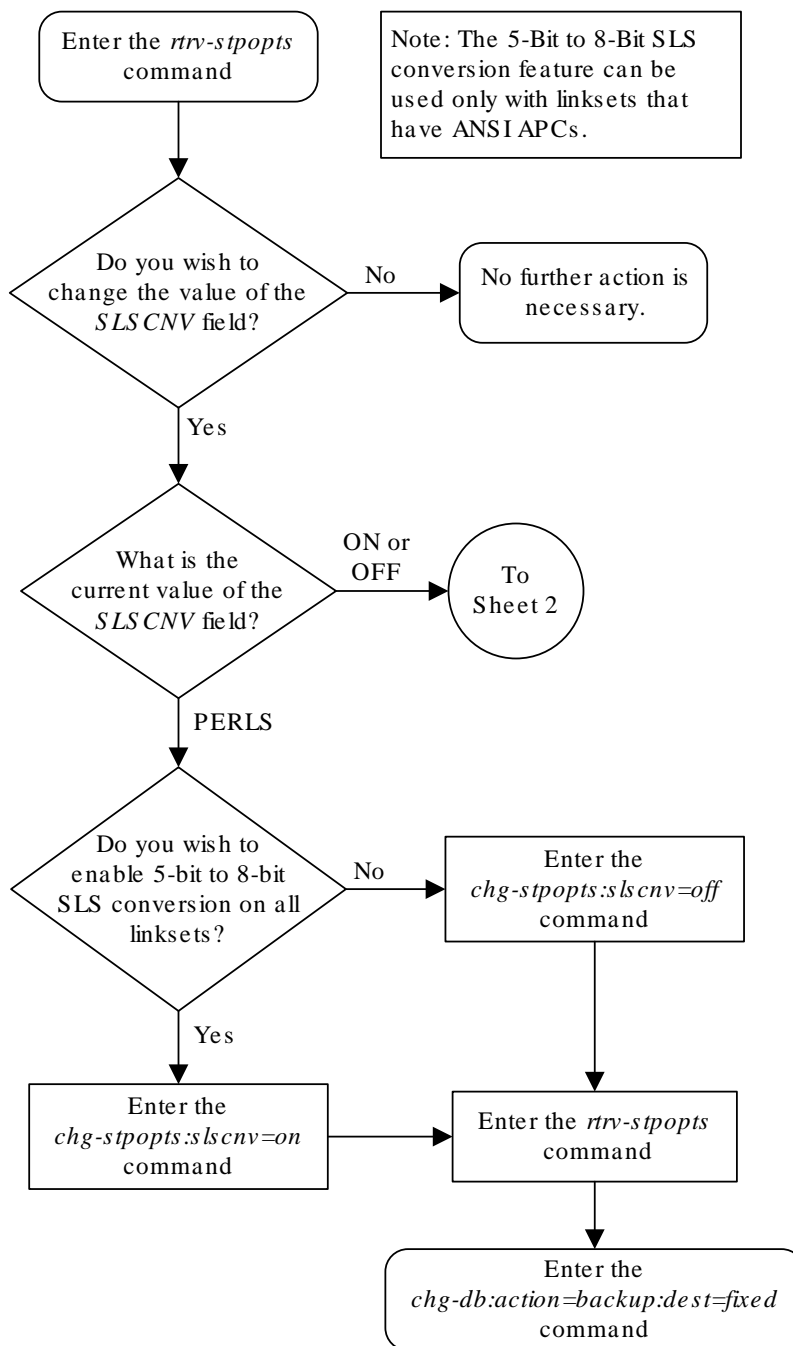 Enter the rtrv-stpopts
command
Note: The 5-Bit to 8-Bit SLS
conversion feature can be
used only with linksets that
have ANSI APCs.
Do you wish to
change the value of the
SLSCNV field?
No
No further action is
necessary.
Yes
What is the
current value of the
SLSCNV field?
ON or
OFF
To
Sheet 2
PERLS
Do you wish to
enable 5-bit to 8-bit
SLS conversion on all
linksets?
No
Enter the
chg-stpopts:slscnv=off
command
Yes
Enter the
chg-stpopts:slscnv=on
command
Enter the rtrv-stpopts
command
Enter the
chg-db:action=backup:dest=fixed
command